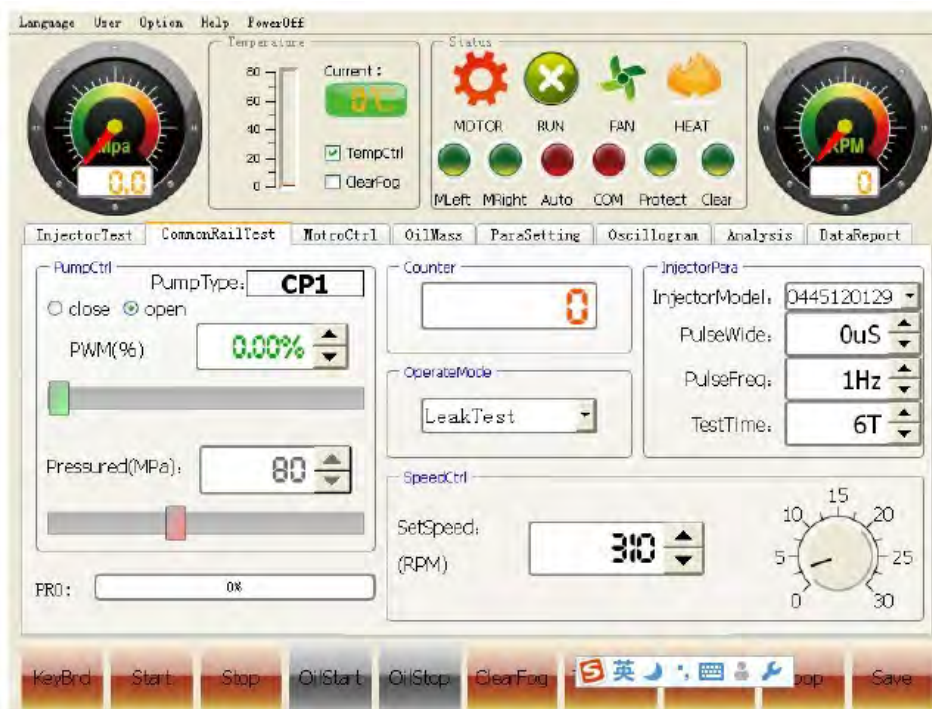 Language User Option Help PowerOff
Temperature
Status
80
60
40
20
0
Current:
0℃
TempCtrl
ClearFog
MOTOR RUN FAN HEAT
MLeft MRight Auto COM Protect Clear
Mpa
0.0
RPM
0
InjectorTest CommonRailTest MotroCtrl OilMass ParaSetting Oscillogram Analysis DataReport
PumpCtrl
PumpType: CP1
close open
PWM(%) 0.00%
Pressured(MPa): 80
PRO: 0%
Counter
0
OperateMode
LeakTest
InjectorPara
InjectorModel: 0445120129
PulseWide: 0uS
PulseFreq: 1Hz
TestTime: 6T
SpeedCtrl
SetSpeed:
(RPM)
310
0 5 10 15 20 25 30
KeyBrd Start Stop OilStart OilStop ClearFog S 英 Save